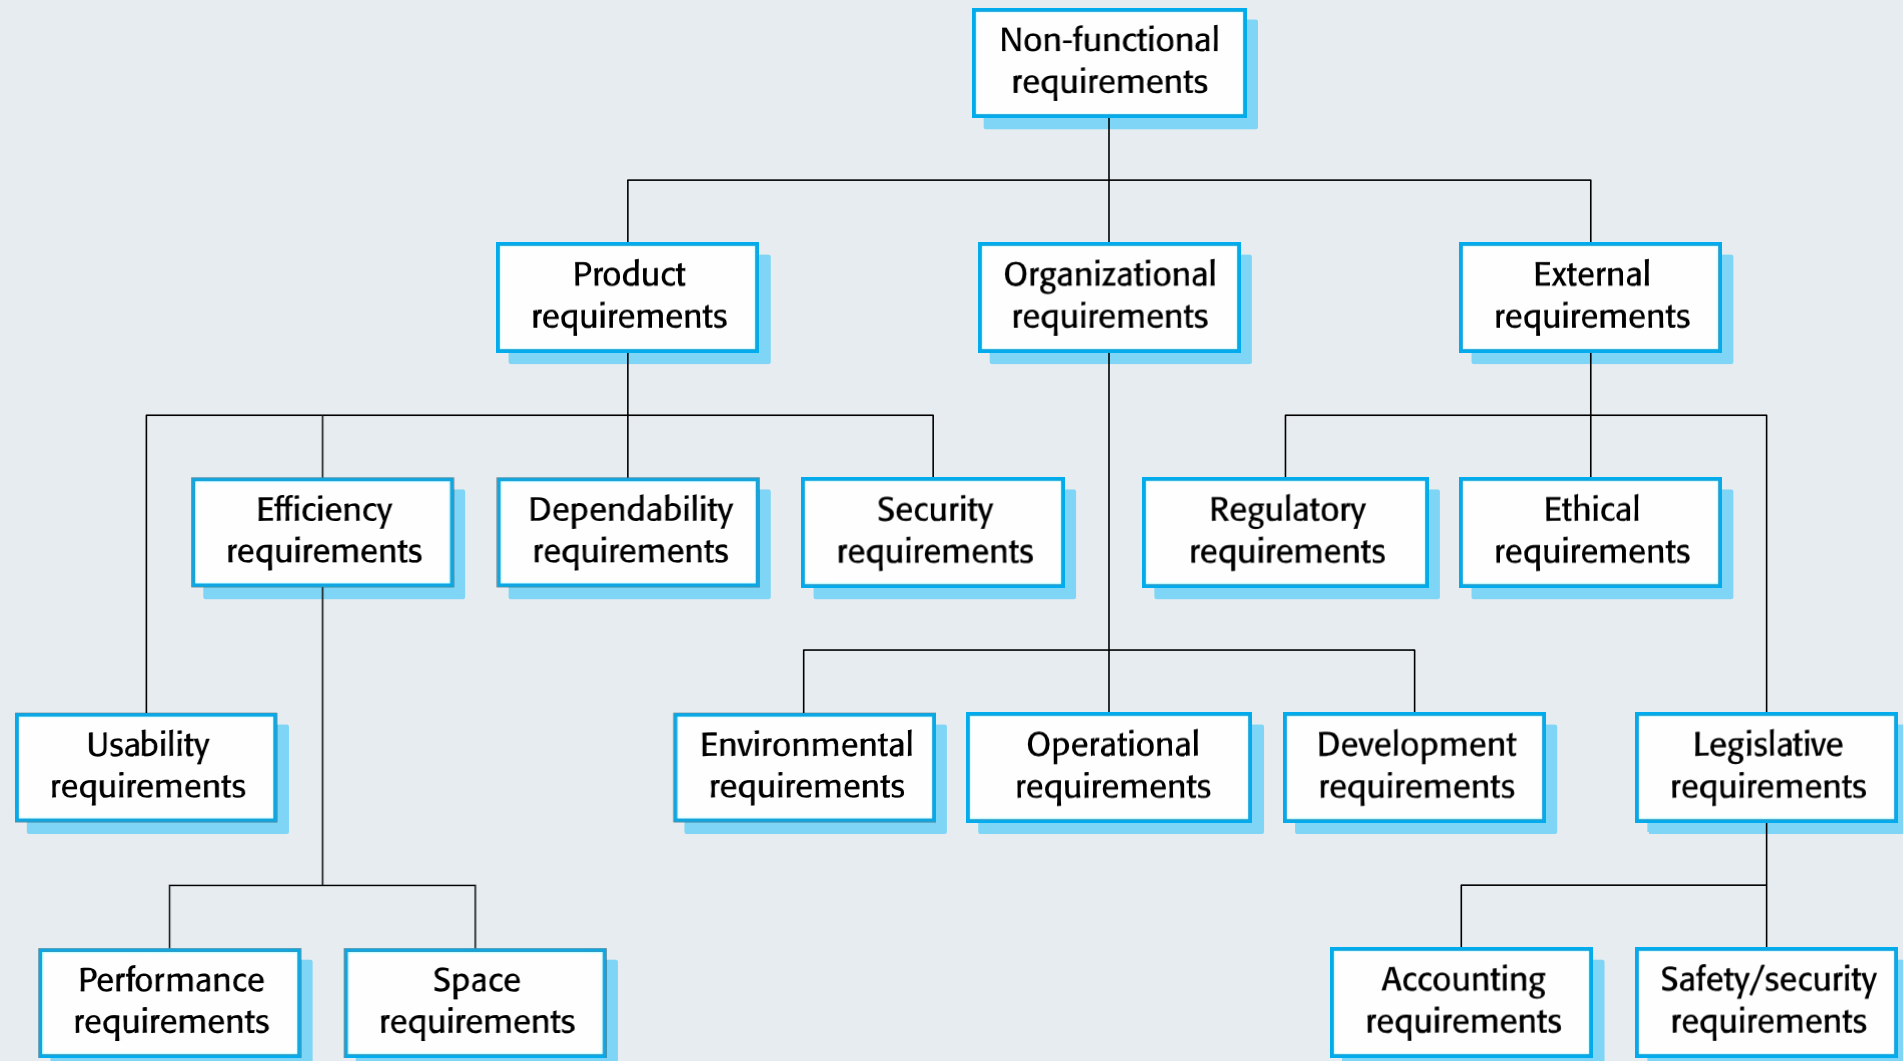 Non-functional
requirements
Product
requirements
Organizational
requirements
External
requirements
Efficiency
requirements
Dependability
requirements
Security
requirements
Regulatory
requirements
Ethical
requirements
Usability
requirements
Environmental
requirements
Operational
requirements
Development
requirements
Legislative
requirements
Performance
requirements
Space
requirements
Accounting
requirements
Safety/security
requirements